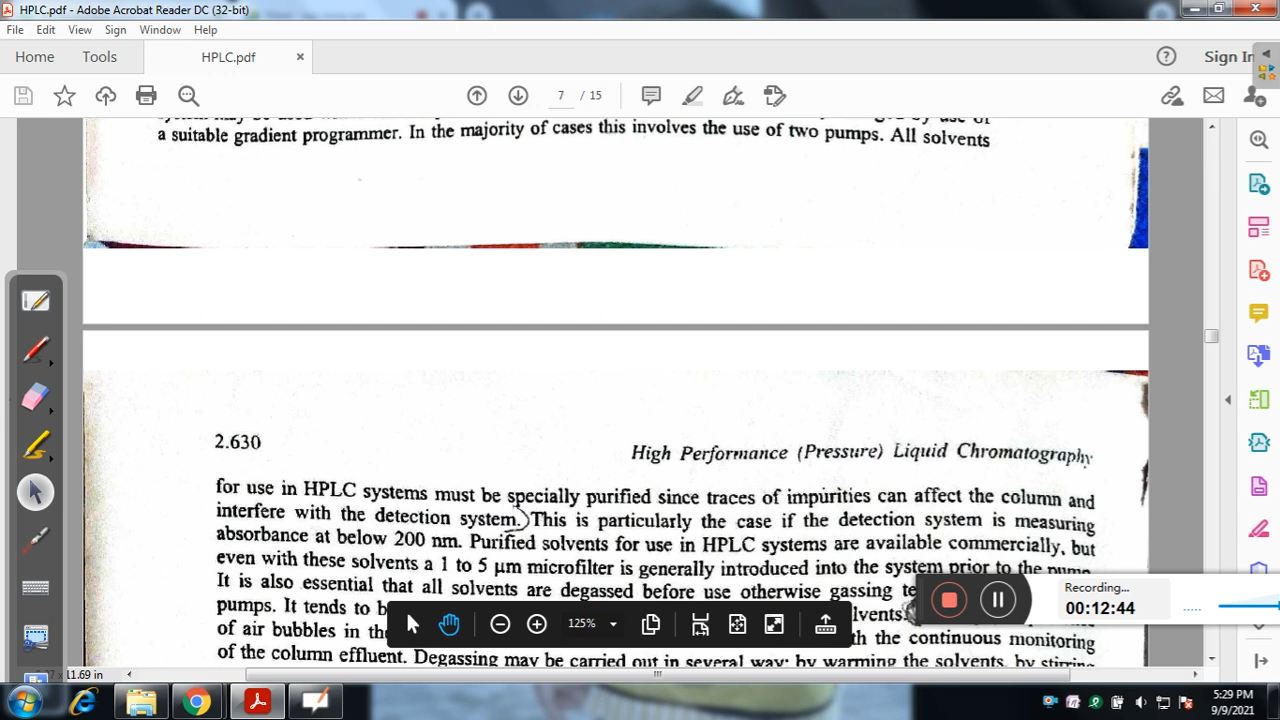 HPLC.pdf - Adobe Acrobat Reader DC (32-bit)
File Edit View Sign Window Help
Home Tools HPLC.pdf × Sign In
7 / 15
a suitable gradient programmer. In the majority of cases this involves the use of two pumps. All solvents
2.630
High Performance (Pressure) Liquid Chromatography
for use in HPLC systems must be specially purified since traces of impurities can affect the column and
interfere with the detection system. This is particularly the case if the detection system is measuring
absorbance at below 200 nm. Purified solvents for use in HPLC systems are available commercially, but
even with these solvents a 1 to 5 µm microfilter is generally introduced into the system prior to the pump.
It is also essential that all solvents are degassed before use otherwise gassing
pumps. It tends to
of air bubbles in the
the continuous monitoring
of the column effluent. Degassing may be carried out in several way: by warming the solvents, by stirring
125%
Recording...
00:12:44
11.69 in
5:29 PM
9/9/2021